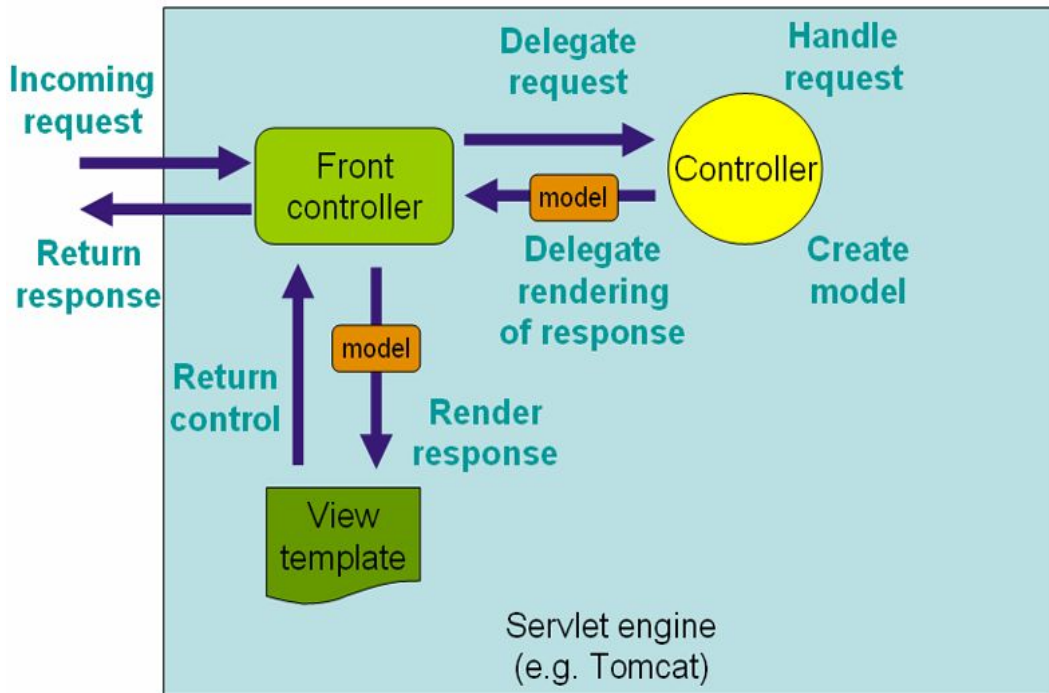 Incoming
request
Return
response
Front
controller
Delegate
request
Handle
request
Controller
model
Delegate
rendering
of response
Create
model
model
Return
control
Render
response
View
template
Servlet engine
(e.g. Tomcat)